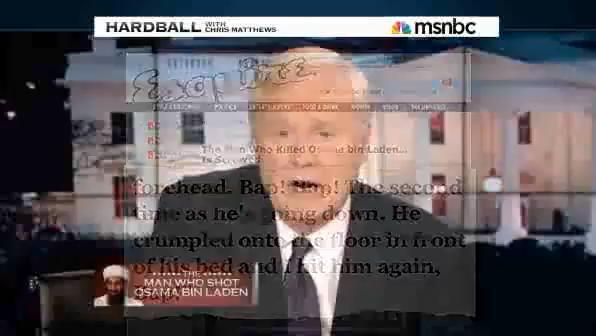 HARDBALL WITH CHRIS MATTHEWS msnbc
Esquire
The Man Who Killed Osama bin Laden...
Is Screwed
forehead. Bap! Bap! The second
time as he's going down. He
crumpled onto the floor in front
of his bed and I hit him again,
THE
MAN WHO SHOT
OSAMA BIN LADEN